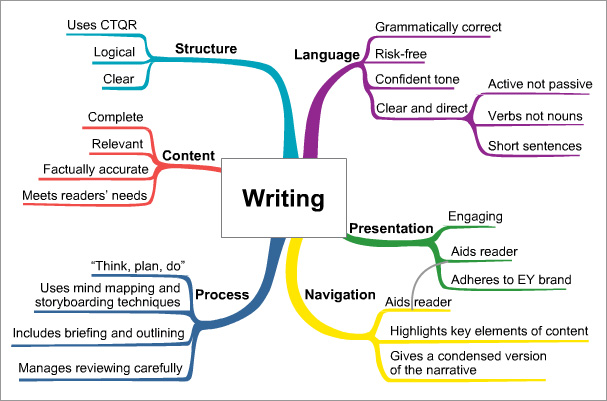 Writing
Structure
Uses CTQR
Logical
Clear
Language
Grammatically correct
Risk-free
Confident tone
Clear and direct
Active not passive
Verbs not nouns
Short sentences
Content
Complete
Relevant
Factually accurate
Meets readers’ needs
Presentation
Engaging
Aids reader
Adheres to EY brand
Process
“Think, plan, do”
Uses mind mapping and
storyboarding techniques
Includes briefing and outlining
Manages reviewing carefully
Navigation
Aids reader
Highlights key elements of content
Gives a condensed version
of the narrative